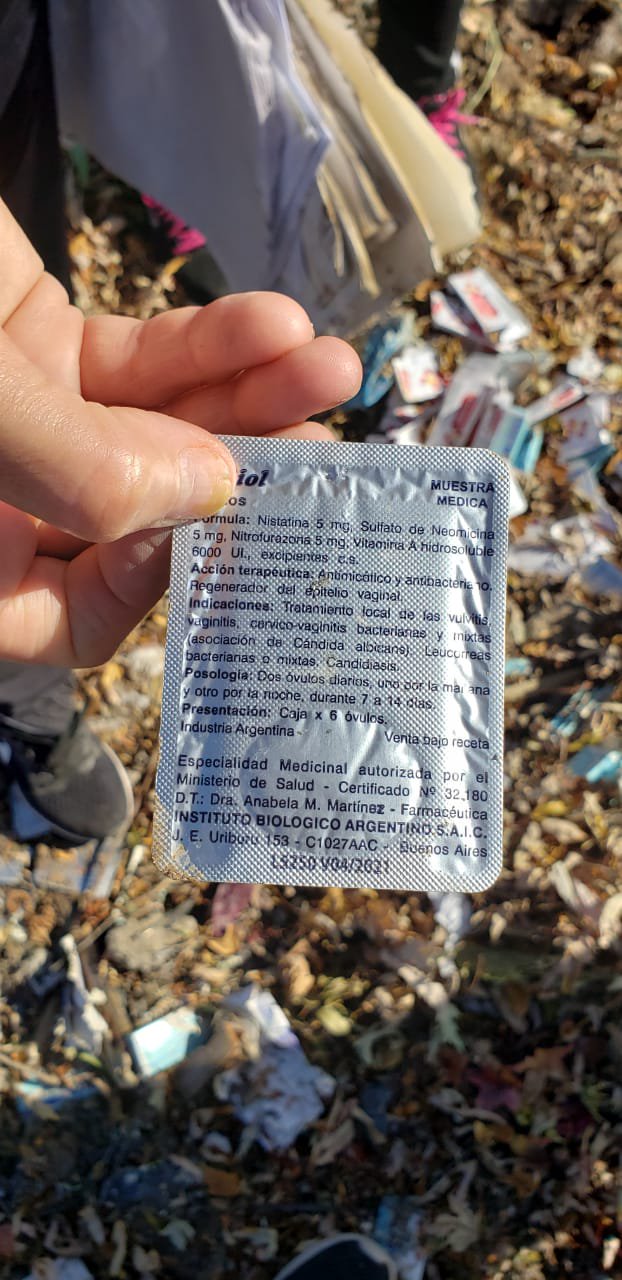 iol
MUESTRA
OS
MEDICA
Fórmula: Nistatina 5 mg, Sulfato de Neomicina
5 mg, Nitrofurazona 5 mg, Vitamina A hidrosoluble
6000 UI., excipientes c.s.
Acción terapéutica: Antimicótico y antibacteriano.
Regenerador del epitelio vaginal.
Indicaciones: Tratamiento local de las vulvitis,
vaginitis, cérvico-vaginitis bacterianas y mixtas
(asociación de Cándida albicans). Leucorreas
bacterianas o mixtas. Candidiasis.
Posología: Dos óvulos diarios, uno por la mañana
y otro por la noche, durante 7 a 14 días.
Presentación: Caja x 6 óvulos.
Industria Argentina
Venta bajo receta
Especialidad Medicinal autorizada por el
Ministerio de Salud - Certificado Nº 32.180
D.T.: Dra. Anabela M. Martínez - Farmacéutica
INSTITUTO BIOLOGICO ARGENTINO S.A.I.C.
J. E. Uriburu 153 - C1027AAC - Buenos Aires
LS250 V04/2021